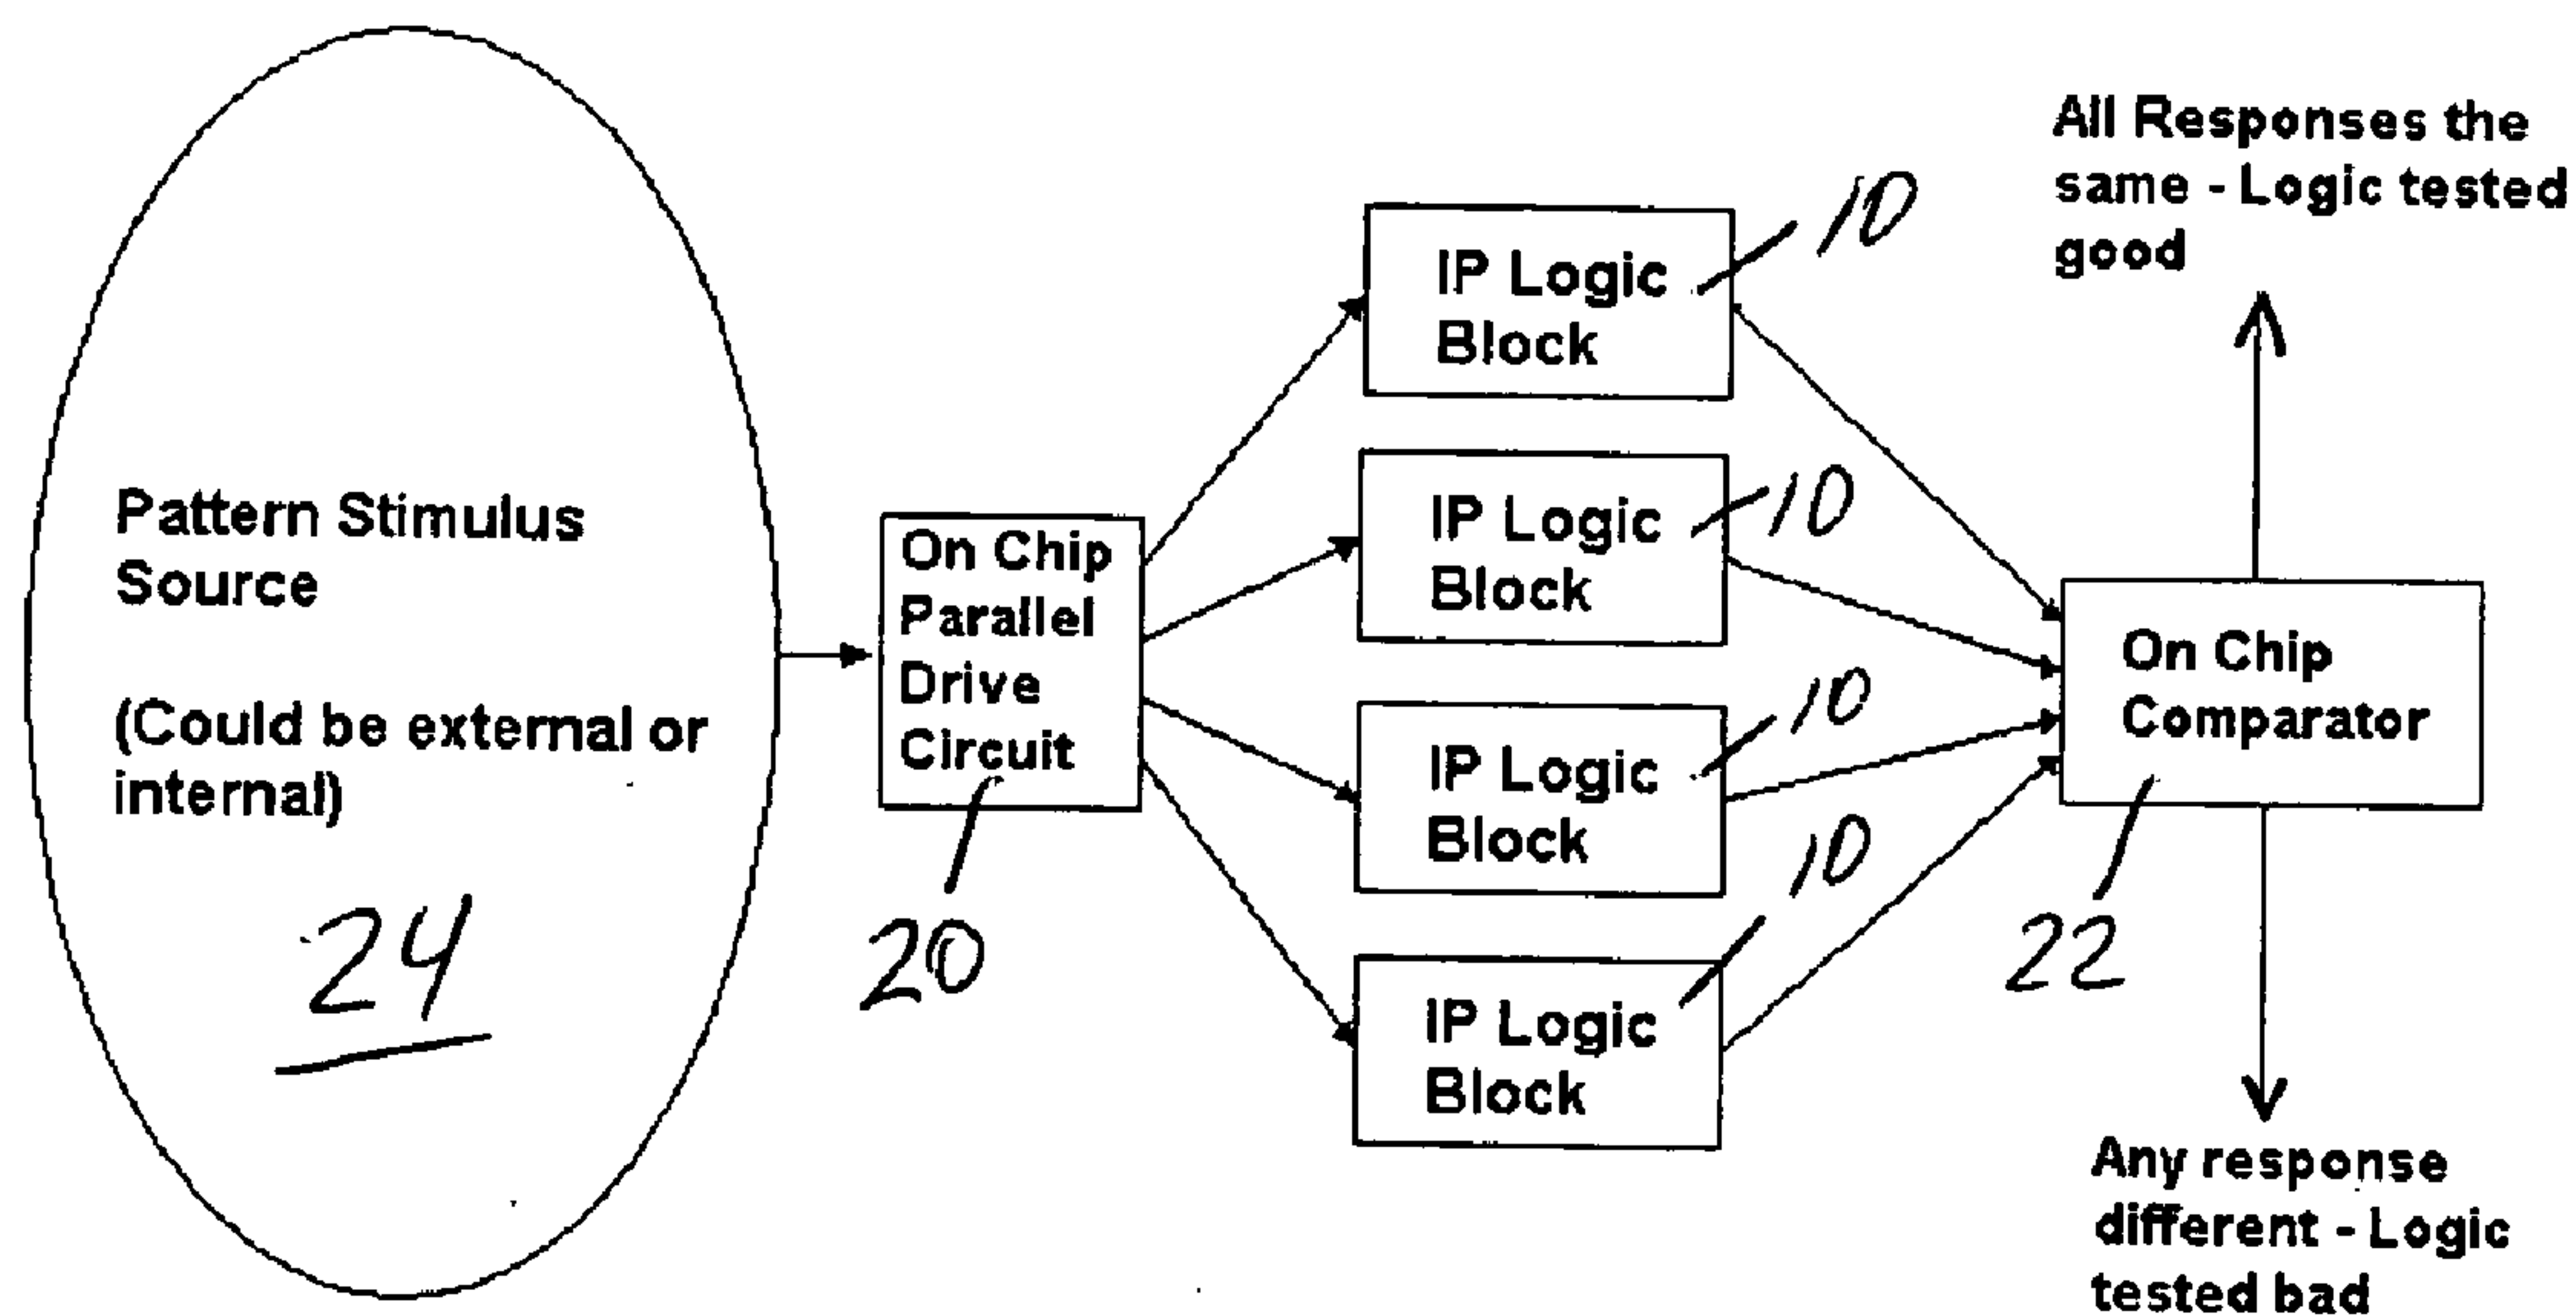 Pattern Stimulus
Source
(Could be external or
internal)
24
On Chip
Parallel
Drive
Circuit
20
IP Logic
Block
10
IP Logic
Block
10
IP Logic
Block
10
IP Logic
Block
10
On Chip
Comparator
22
All Responses the
same - Logic tested
good
Any response
different - Logic
tested bad